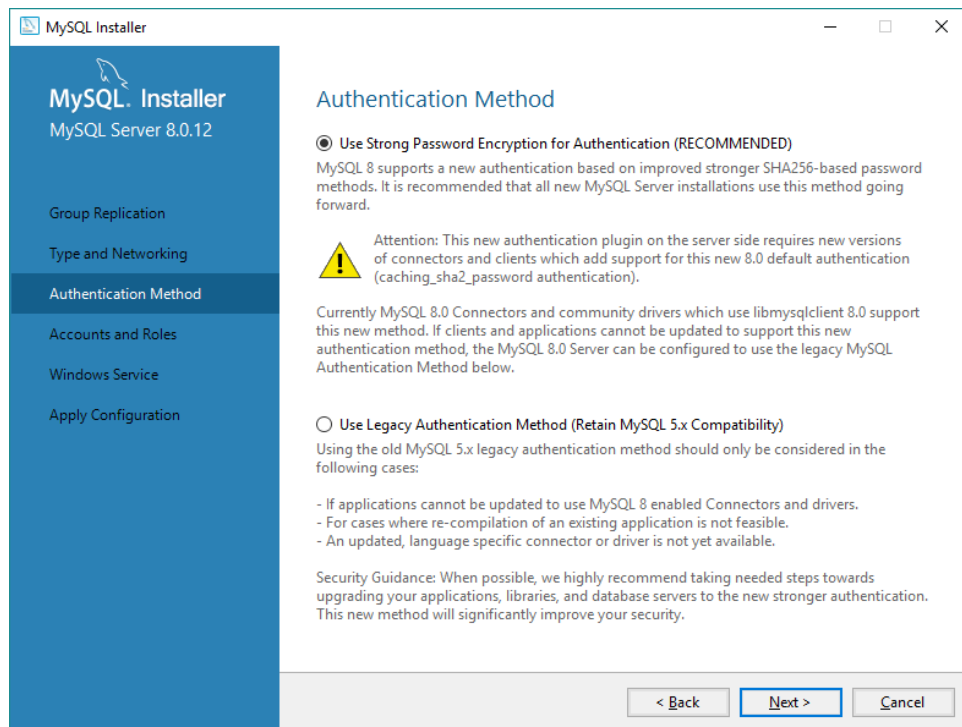 MySQL Installer
MySQL. Installer
MySQL Server 8.0.12
Group Replication
Type and Networking
Authentication Method
Accounts and Roles
Windows Service
Apply Configuration
Authentication Method
Use Strong Password Encryption for Authentication (RECOMMENDED)
MySQL 8 supports a new authentication based on improved stronger SHA256-based password
methods. It is recommended that all new MySQL Server installations use this method going
forward.
Attention: This new authentication plugin on the server side requires new versions
of connectors and clients which add support for this new 8.0 default authentication
(caching_sha2_password authentication).
Currently MySQL 8.0 Connectors and community drivers which use libmysqlclient 8.0 support
this new method. If clients and applications cannot be updated to support this new
authentication method, the MySQL 8.0 Server can be configured to use the legacy MySQL
Authentication Method below.
Use Legacy Authentication Method (Retain MySQL 5.x Compatibility)
Using the old MySQL 5.x legacy authentication method should only be considered in the
following cases:
- If applications cannot be updated to use MySQL 8 enabled Connectors and drivers.
- For cases where re-compilation of an existing application is not feasible.
- An updated, language specific connector or driver is not yet available.
Security Guidance: When possible, we highly recommend taking needed steps towards
upgrading your applications, libraries, and database servers to the new stronger authentication.
This new method will significantly improve your security.
< Back
Next >
Cancel